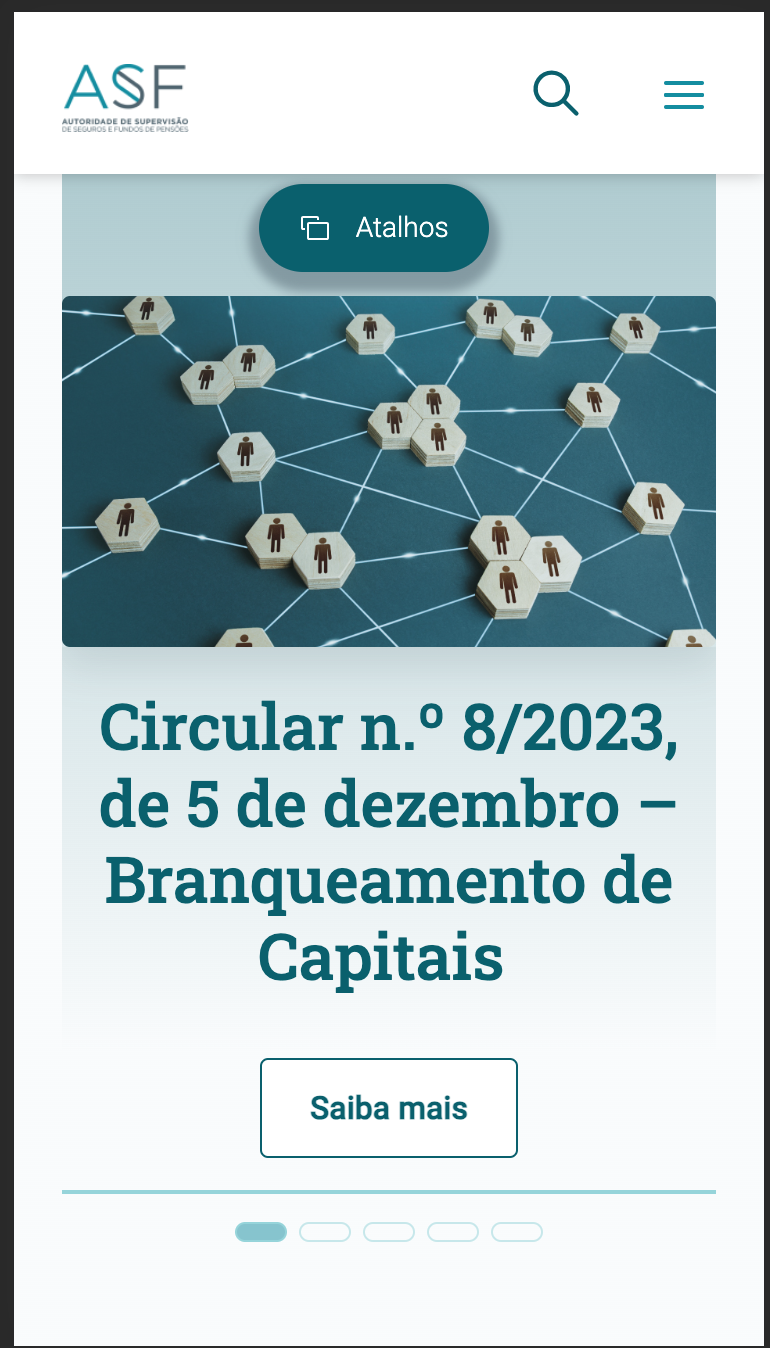 ASF
AUTORIDADE DE SUPERVISÃO
DE SEGUROS E FUNDOS DE PENSÕES
Atalhos
Circular n.º 8/2023,
de 5 de dezembro –
Branqueamento de
Capitais
Saiba mais